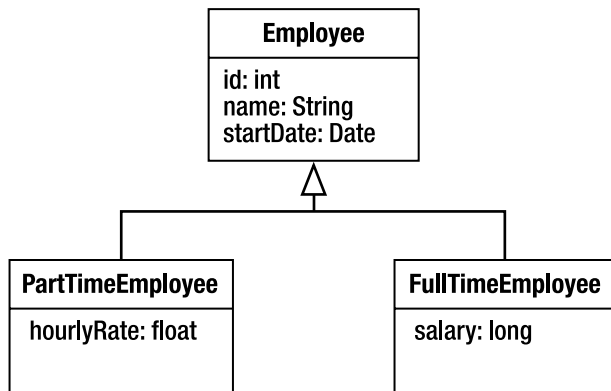 Employee
id: int
name: String
startDate: Date
PartTimeEmployee
hourlyRate: float
FullTimeEmployee
salary: long